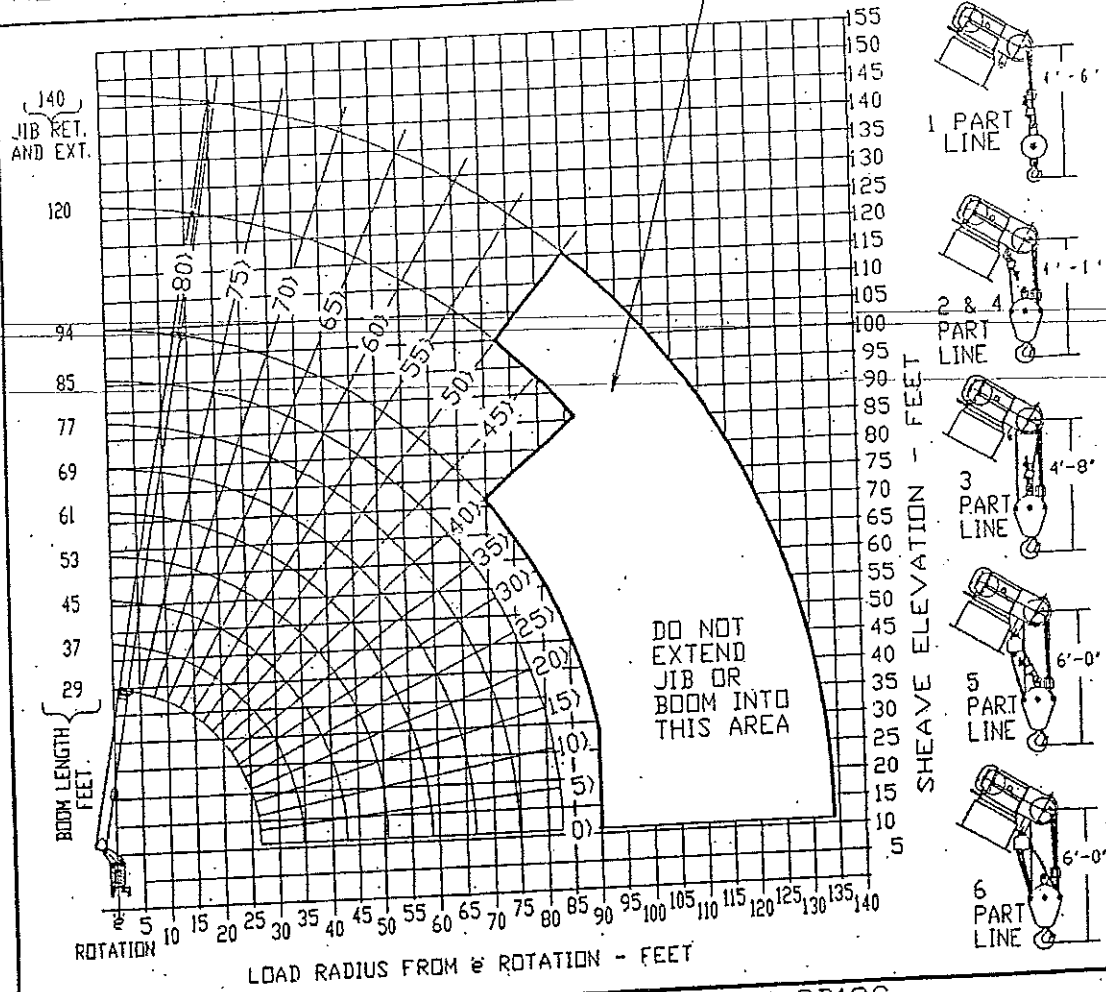 140
JIB RET.
AND EXT.
120
94
85
77
69
61
53
45
37
29
BOOM LENGTH
FEET.
80)
75)
70)
65)
60)
55)
50)
45)
40)
35)
30)
25)
20)
15)
10)
5)
0)
DO NOT
EXTEND
JIB OR
BOOM INTO
THIS AREA
155
150
145
140
135
130
125
120
115
110
105
100
95
90
85
80
75
70
65
60
55
50
45
40
35
30
25
20
15
10
5
SHEAVE ELEVATION - FEET
ROTATION
5 10 15 20 25 30 35 40 45 50 55 60 65 70 75 80 85 90 95 100 105 110 115 120 125 130 135 140
LOAD RADIUS FROM ROTATION - FEET
1 PART
LINE
2 & 4
PART
LINE
3
PART
LINE
4'-8"
5
PART
LINE
6'-0"
6
PART
LINE
6'-0"